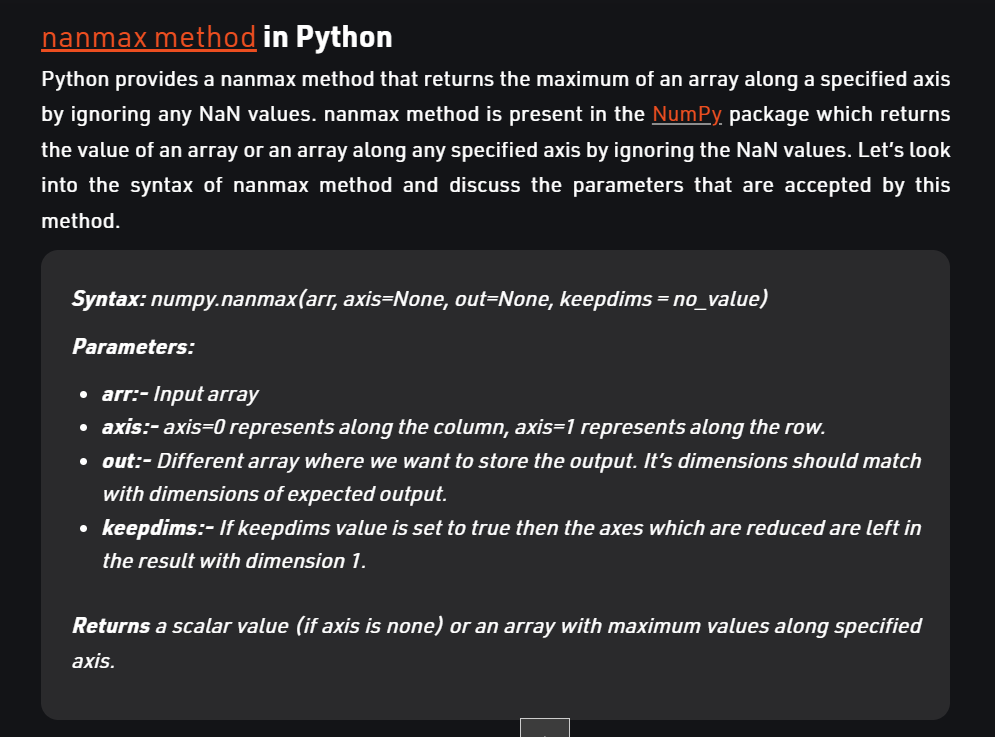 nanmax method in Python
Python provides a nanmax method that returns the maximum of an array along a specified axis
by ignoring any NaN values. nanmax method is present in the NumPy package which returns
the value of an array or an array along any specified axis by ignoring the NaN values. Let’s look
into the syntax of nanmax method and discuss the parameters that are accepted by this
method.
Syntax: numpy.nanmax(arr, axis=None, out=None, keepdims = no_value)
Parameters:
• arr:- Input array
• axis:- axis=0 represents along the column, axis=1 represents along the row.
• out:- Different array where we want to store the output. It’s dimensions should match
with dimensions of expected output.
• keepdims:- If keepdims value is set to true then the axes which are reduced are left in
the result with dimension 1.
Returns a scalar value (if axis is none) or an array with maximum values along specified
axis.